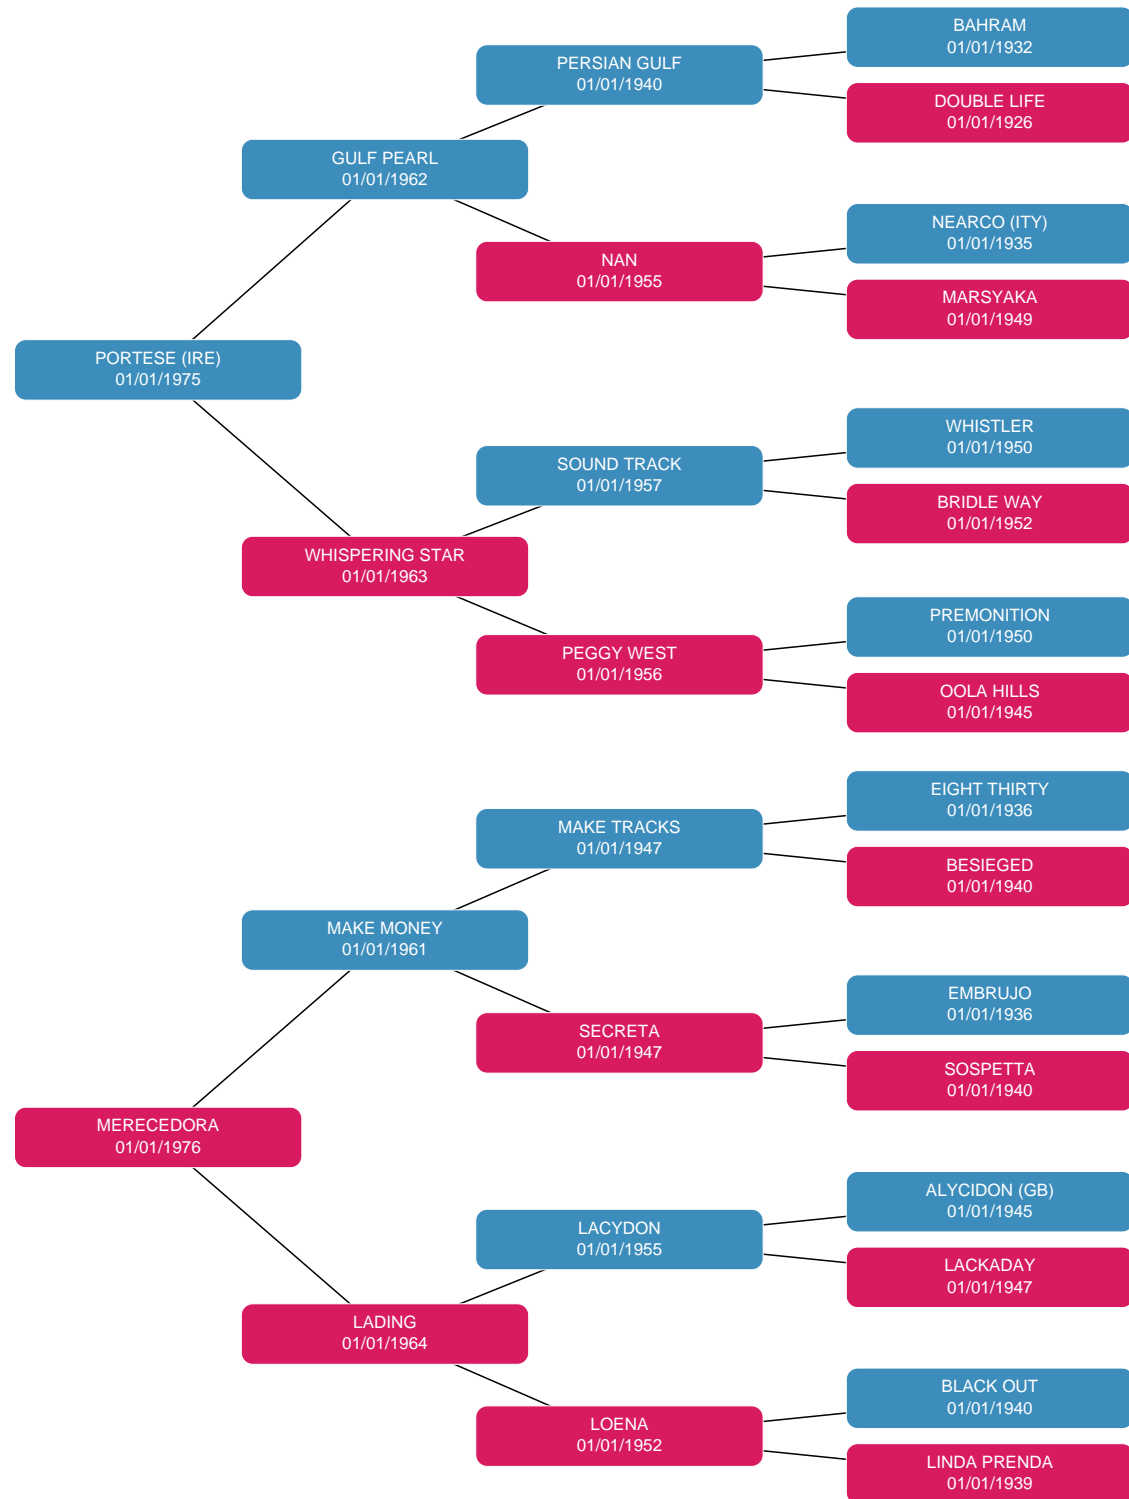 BAHRAM
01/01/1932
PERSIAN GULF
01/01/1940
DOUBLE LIFE
01/01/1926
GULF PEARL
01/01/1962
NEARCO (ITY)
01/01/1935
NAN
01/01/1955
MARSYAKA
01/01/1949
PORTESE (IRE)
01/01/1975
WHISTLER
01/01/1950
SOUND TRACK
01/01/1957
BRIDLE WAY
01/01/1952
WHISPERING STAR
01/01/1963
PREMONITION
01/01/1950
PEGGY WEST
01/01/1956
OOLA HILLS
01/01/1945
EIGHT THIRTY
01/01/1936
MAKE TRACKS
01/01/1947
BESIEGED
01/01/1940
MAKE MONEY
01/01/1961
EMBRUJO
01/01/1936
SECRETA
01/01/1947
SOSPETTA
01/01/1940
MERECEDORA
01/01/1976
ALYCIDON (GB)
01/01/1945
LACYDON
01/01/1955
LACKADAY
01/01/1947
LADING
01/01/1964
BLACK OUT
01/01/1940
LOENA
01/01/1952
LINDA PRENDA
01/01/1939